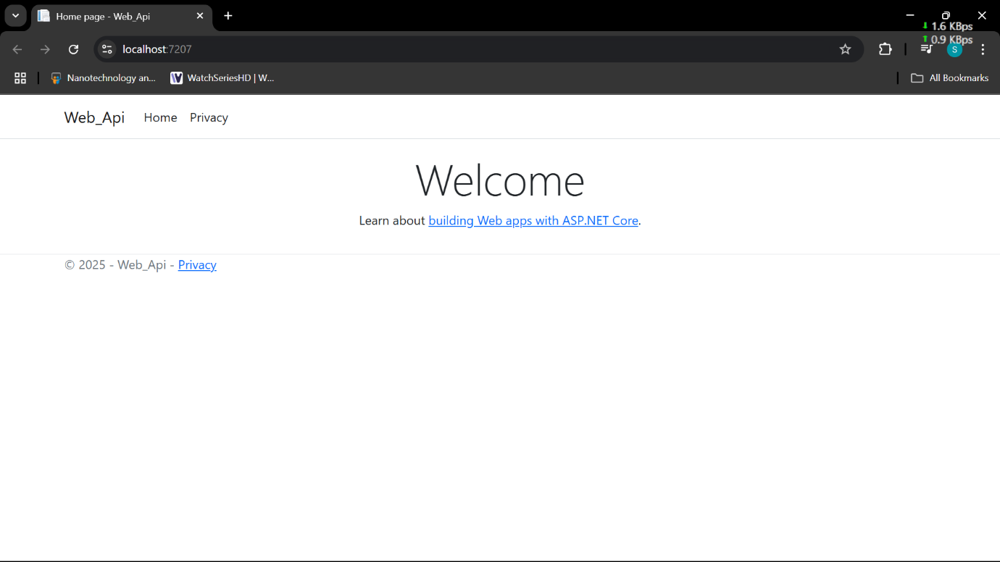 Home page - Web_Api
↓ 1.6 KBps
↑ 0.9 KBps
localhost:7207
S
Nanotechnology an...
WatchSeriesHD | W...
All Bookmarks
Web_Api Home Privacy
Welcome
Learn about building Web apps with ASP.NET Core.
© 2025 - Web_Api - Privacy